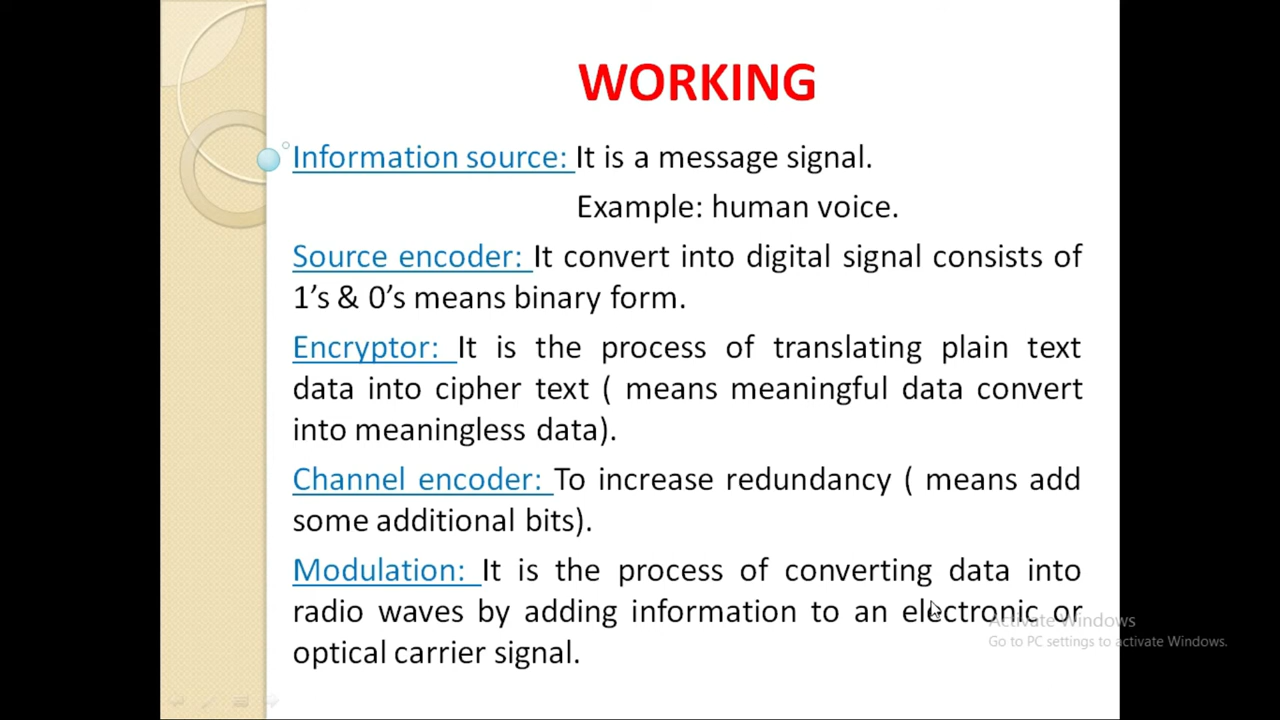 WORKING
Information source: It is a message signal.
Example: human voice.
Source encoder: It convert into digital signal consists of
1’s & 0’s means binary form.
Encryptor: It is the process of translating plain text
data into cipher text ( means meaningful data convert
into meaningless data).
Channel encoder: To increase redundancy ( means add
some additional bits).
Modulation: It is the process of converting data into
radio waves by adding information to an electronic or
optical carrier signal.
Activate Windows
Go to PC settings to activate Windows.